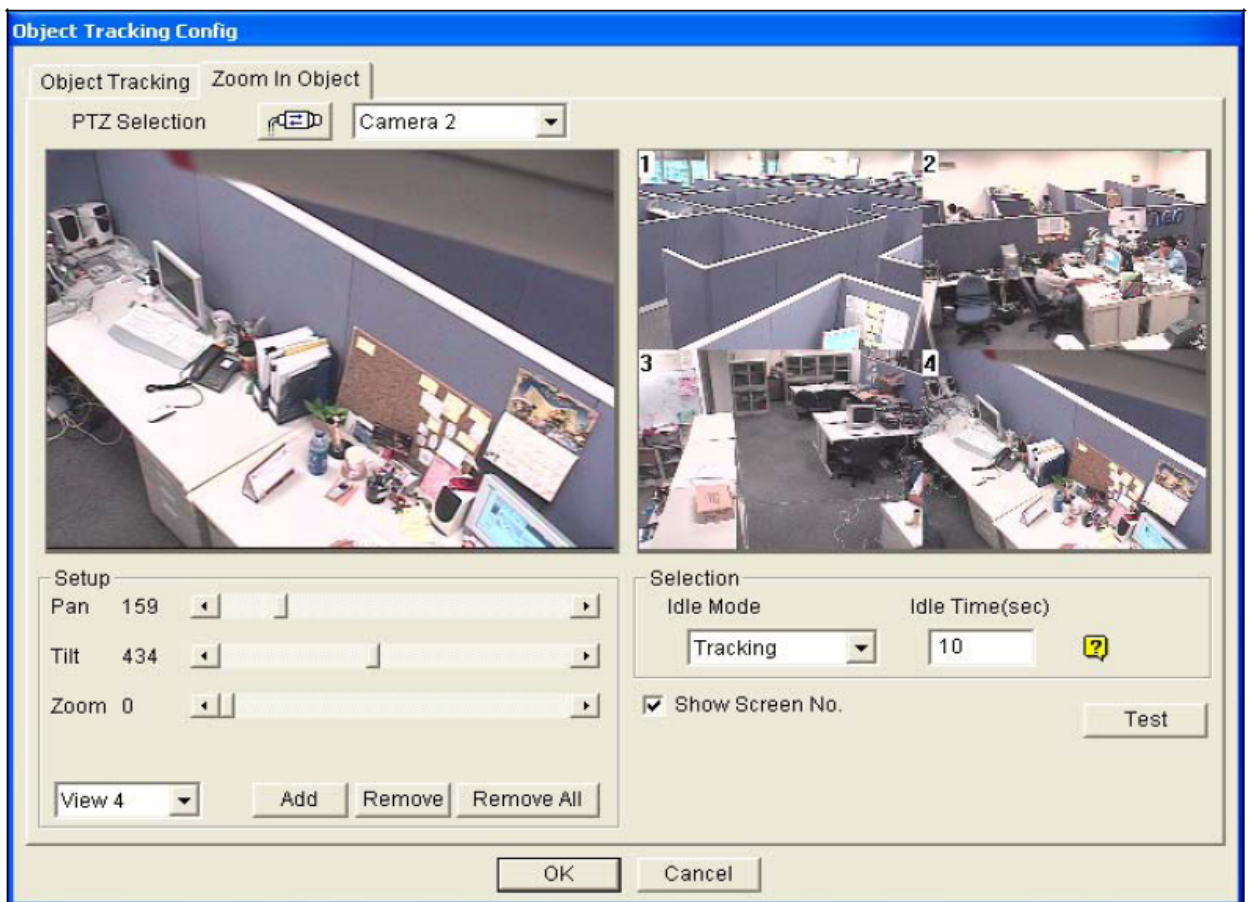 Object Tracking Config
Object Tracking Zoom In Object
PTZ Selection Camera 2
1
2
3
4
Setup
Pan 159
Tilt 434
Zoom 0
View 4 Add Remove Remove All
Selection
Idle Mode Idle Time(sec)
Tracking 10 ?
Show Screen No.
Test
OK Cancel